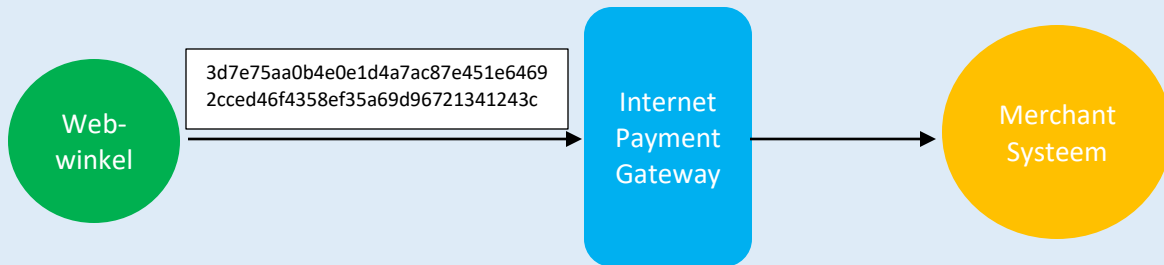 Web-
winkel
3d7e75aa0b4e0e1d4a7ac87e451e6469
2cced46f4358ef35a69d96721341243c
Internet
Payment
Gateway
Merchant
Systeem